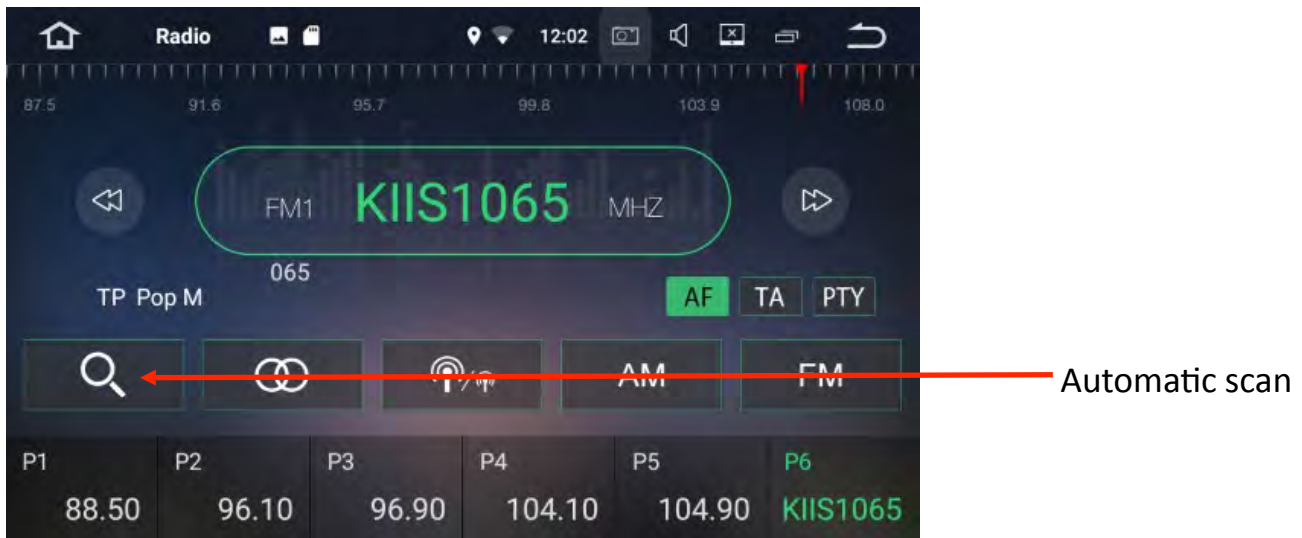 Radio 12:02
87.5 91.6 95.7 99.8 103.9 108.0
FM1 KIIS1065 MHZ
065
TP Pop M AF TA PTY
AM FM
Automatic scan
P1 P2 P3 P4 P5 P6
88.50 96.10 96.90 104.10 104.90 KIIS1065